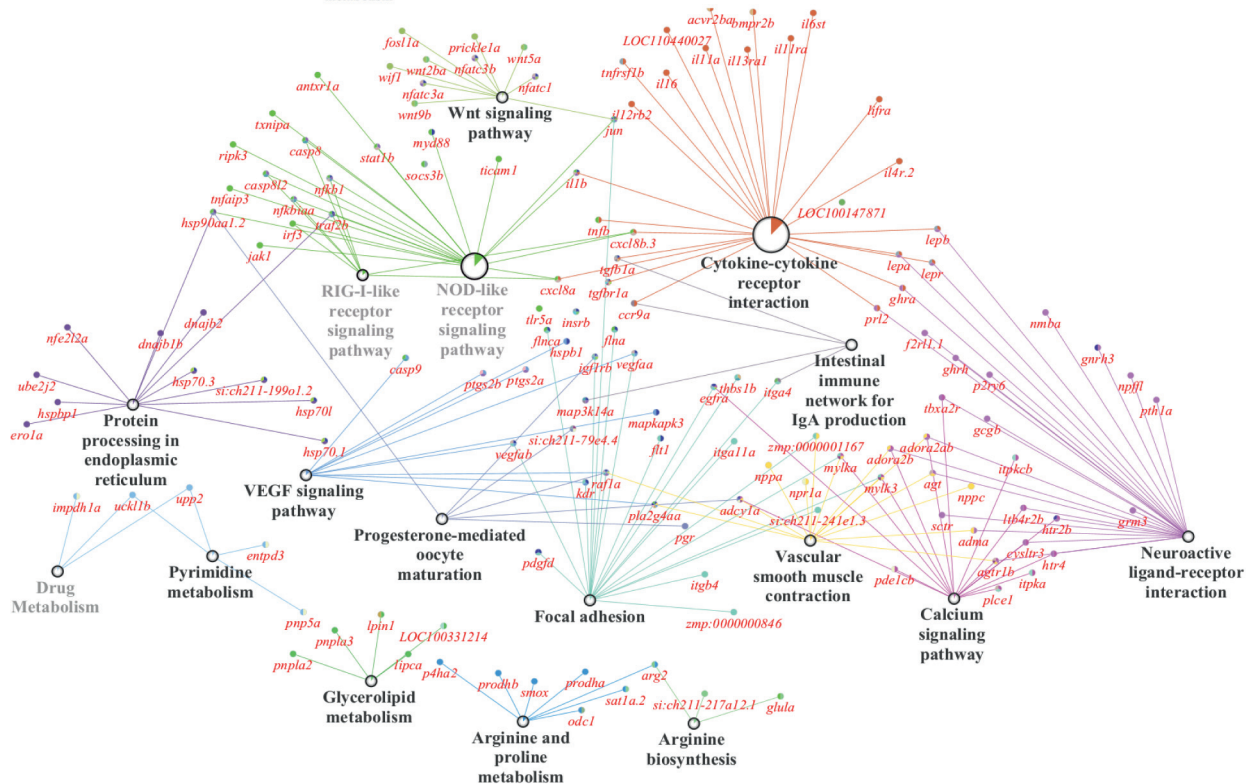 acvr2ba
bmpr2b
il6st
fosl1a
prickle1a
LOC110440027
il11ra
wnt5a
il11a
il13ra1
wnt2ba
nfatc3b
wif1
tnfrsf1b
il16
nfatc1
antxr1a
nfatc3a
wnt9b
Wnt signaling
pathway
il12rb2
lifra
jun
txnipa
myd88
casp8
stat1b
ripk3
socs3b
ticam1
il4r.2
casp8l2
nfkb1
il1b
tnfaip3
nfkbiaa
LOC100147871
hsp90aa1.2
traf2b
irf3
tnfb
cxcl8b.3
lepb
jak1
tgfb1a
lepa
lepr
Cytokine-cytokine
receptor
interaction
RIG-I-like
receptor
signaling
pathway
NOD-like
receptor
signaling
pathway
cxcl8a
tgfbr1a
ccr9a
ghra
prl2
dnajb2
tlr5a
insrb
nmba
nfe2l2a
dnajb1b
flnca
flna
f2rl1.1
hspb1
igf1rb
vegfaa
gnrh3
Intestinal
immune
network for
IgA production
casp9
ghrh
p2ry6
npffl
hsp70.3
ptgs2b
ptgs2a
ube2j2
si:ch211-199o1.2
thbs1b
itga4
egfra
pth1a
hspbp1
hsp70l
map3k14a
tbxa2r
gcgb
Protein
processing in
endoplasmic
reticulum
ero1a
mapkapk3
si:ch211-79e4.4
hsp70.1
vegfab
flt1
itga11a
zmp:0000001167
adora2ab
adora2b
itpkcb
mylka
VEGF signaling
pathway
nppa
npr1a
mylk3
agt
nppc
impdh1a
uckl1b
upp2
raf1a
kdr
pla2g4aa
adcy1a
si:ch211-241e1.3
Progesterone-mediated
oocyte
maturation
pgr
sctr
ltb4r2b
htr2b
grm3
adma
entpd3
Vascular
smooth muscle
contraction
cysltr3
htr4
Neuroactive
ligand-receptor
interaction
Drug
Metabolism
Pyrimidine
metabolism
pdgfd
agtr1b
itpka
pde1cb
plce1
itgb4
pnp5a
Focal adhesion
Calcium
signaling
pathway
lpin1
zmp:0000000846
pnpla3
LOC100331214
pnpla2
lipca
p4ha2
arg2
Glycerolipid
metabolism
prodhb
prodha
smox
sat1a.2
si:ch211-217a12.1
glula
odc1
Arginine and
proline
metabolism
Arginine
biosynthesis